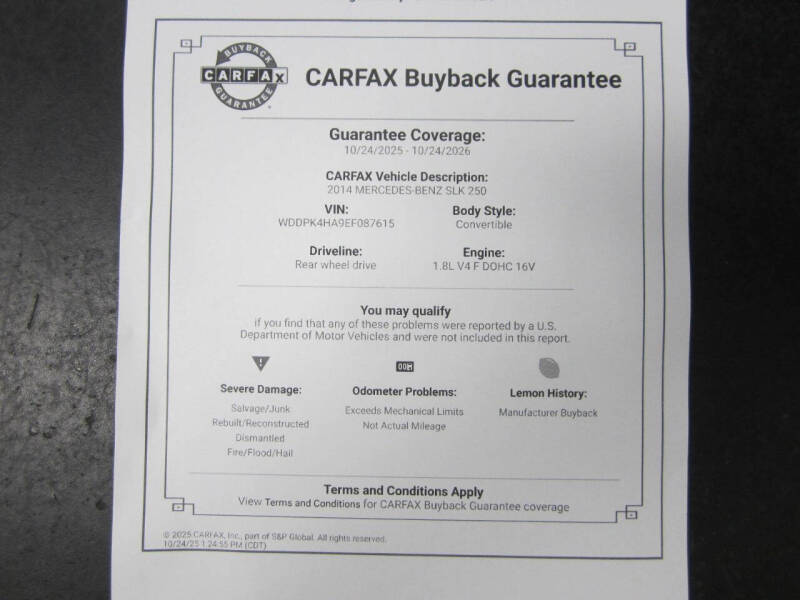 BUYBACK
CARFAX
GUARANTEE
CARFAX Buyback Guarantee
Guarantee Coverage:
10/24/2025 - 10/24/2026
CARFAX Vehicle Description:
2014 MERCEDES-BENZ SLK 250
VIN: Body Style:
WDDPK4HA9EF087615 Convertible
Driveline: Engine:
Rear wheel drive 1.8L V4 F DOHC 16V
You may qualify
if you find that any of these problems were reported by a U.S.
Department of Motor Vehicles and were not included in this report.
Severe Damage: Odometer Problems: Lemon History:
Salvage/Junk Exceeds Mechanical Limits Manufacturer Buyback
Rebuilt/Reconstructed Not Actual Mileage
Dismantled
Fire/Flood/Hail
Terms and Conditions Apply
View Terms and Conditions for CARFAX Buyback Guarantee coverage
© 2025 CARFAX, Inc., part of S&P Global. All rights reserved.
10/24/25 1:24:55 PM (CDT)